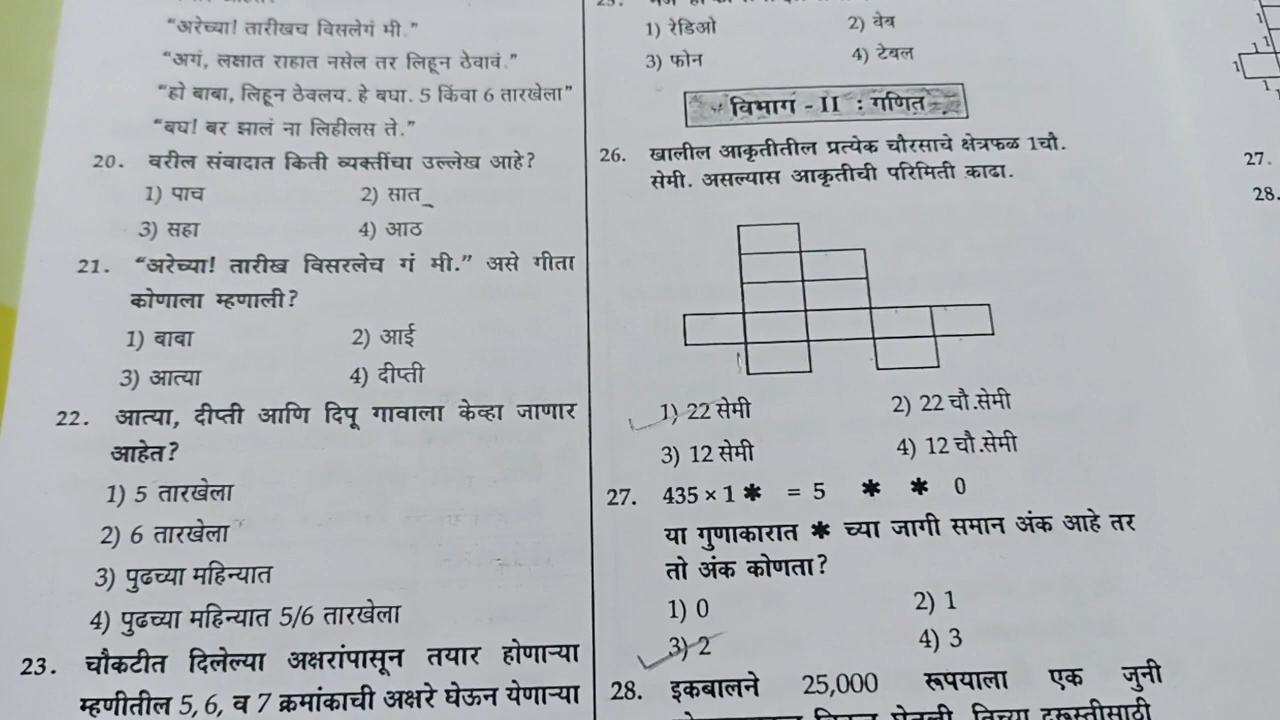 "अरेच्या! तारीखच विसलेगं मी."
"अगं, लक्षात राहात नसेल तर लिहून ठेवावं."
"हो बाबा, लिहून ठेवलय. हे बघा. 5 किंवा 6 तारखेला"
"बघ! बर झालं ना लिहीलस ते."
20. वरील संवादात किती व्यक्तींचा उल्लेख आहे?
1) पाच 2) सात
3) सहा 4) आठ
21. "अरेच्या! तारीख विसरलेच गं मी." असे गीता
कोणाला म्हणाली?
1) बाबा 2) आई
3) आत्या 4) दीप्ती
22. आत्या, दीप्ती आणि दिपू गावाला केव्हा जाणार
आहेत?
1) 5 तारखेला
2) 6 तारखेला
3) पुढच्या महिन्यात
4) पुढच्या महिन्यात 5/6 तारखेला
23. चौकटीत दिलेल्या अक्षरांपासून तयार होणाऱ्या
म्हणीतील 5, 6, व 7 क्रमांकाची अक्षरे घेऊन येणाऱ्या
25.
1) रेडिओ 2) वेब
3) फोन 4) टेबल
विभाग - II : गणित
26. खालील आकृतीतील प्रत्येक चौरसाचे क्षेत्रफळ 1चौ.
सेमी. असल्यास आकृतीची परिमिती काढा.
1) 22 सेमी 2) 22 चौ.सेमी
3) 12 सेमी 4) 12 चौ.सेमी
27. 435 × 1 * = 5 * * 0
या गुणाकारात * च्या जागी समान अंक आहे तर
तो अंक कोणता?
1) 0 2) 1
3) 2 4) 3
28. इकबालने 25,000 रूपयाला एक जुनी
27.
28.